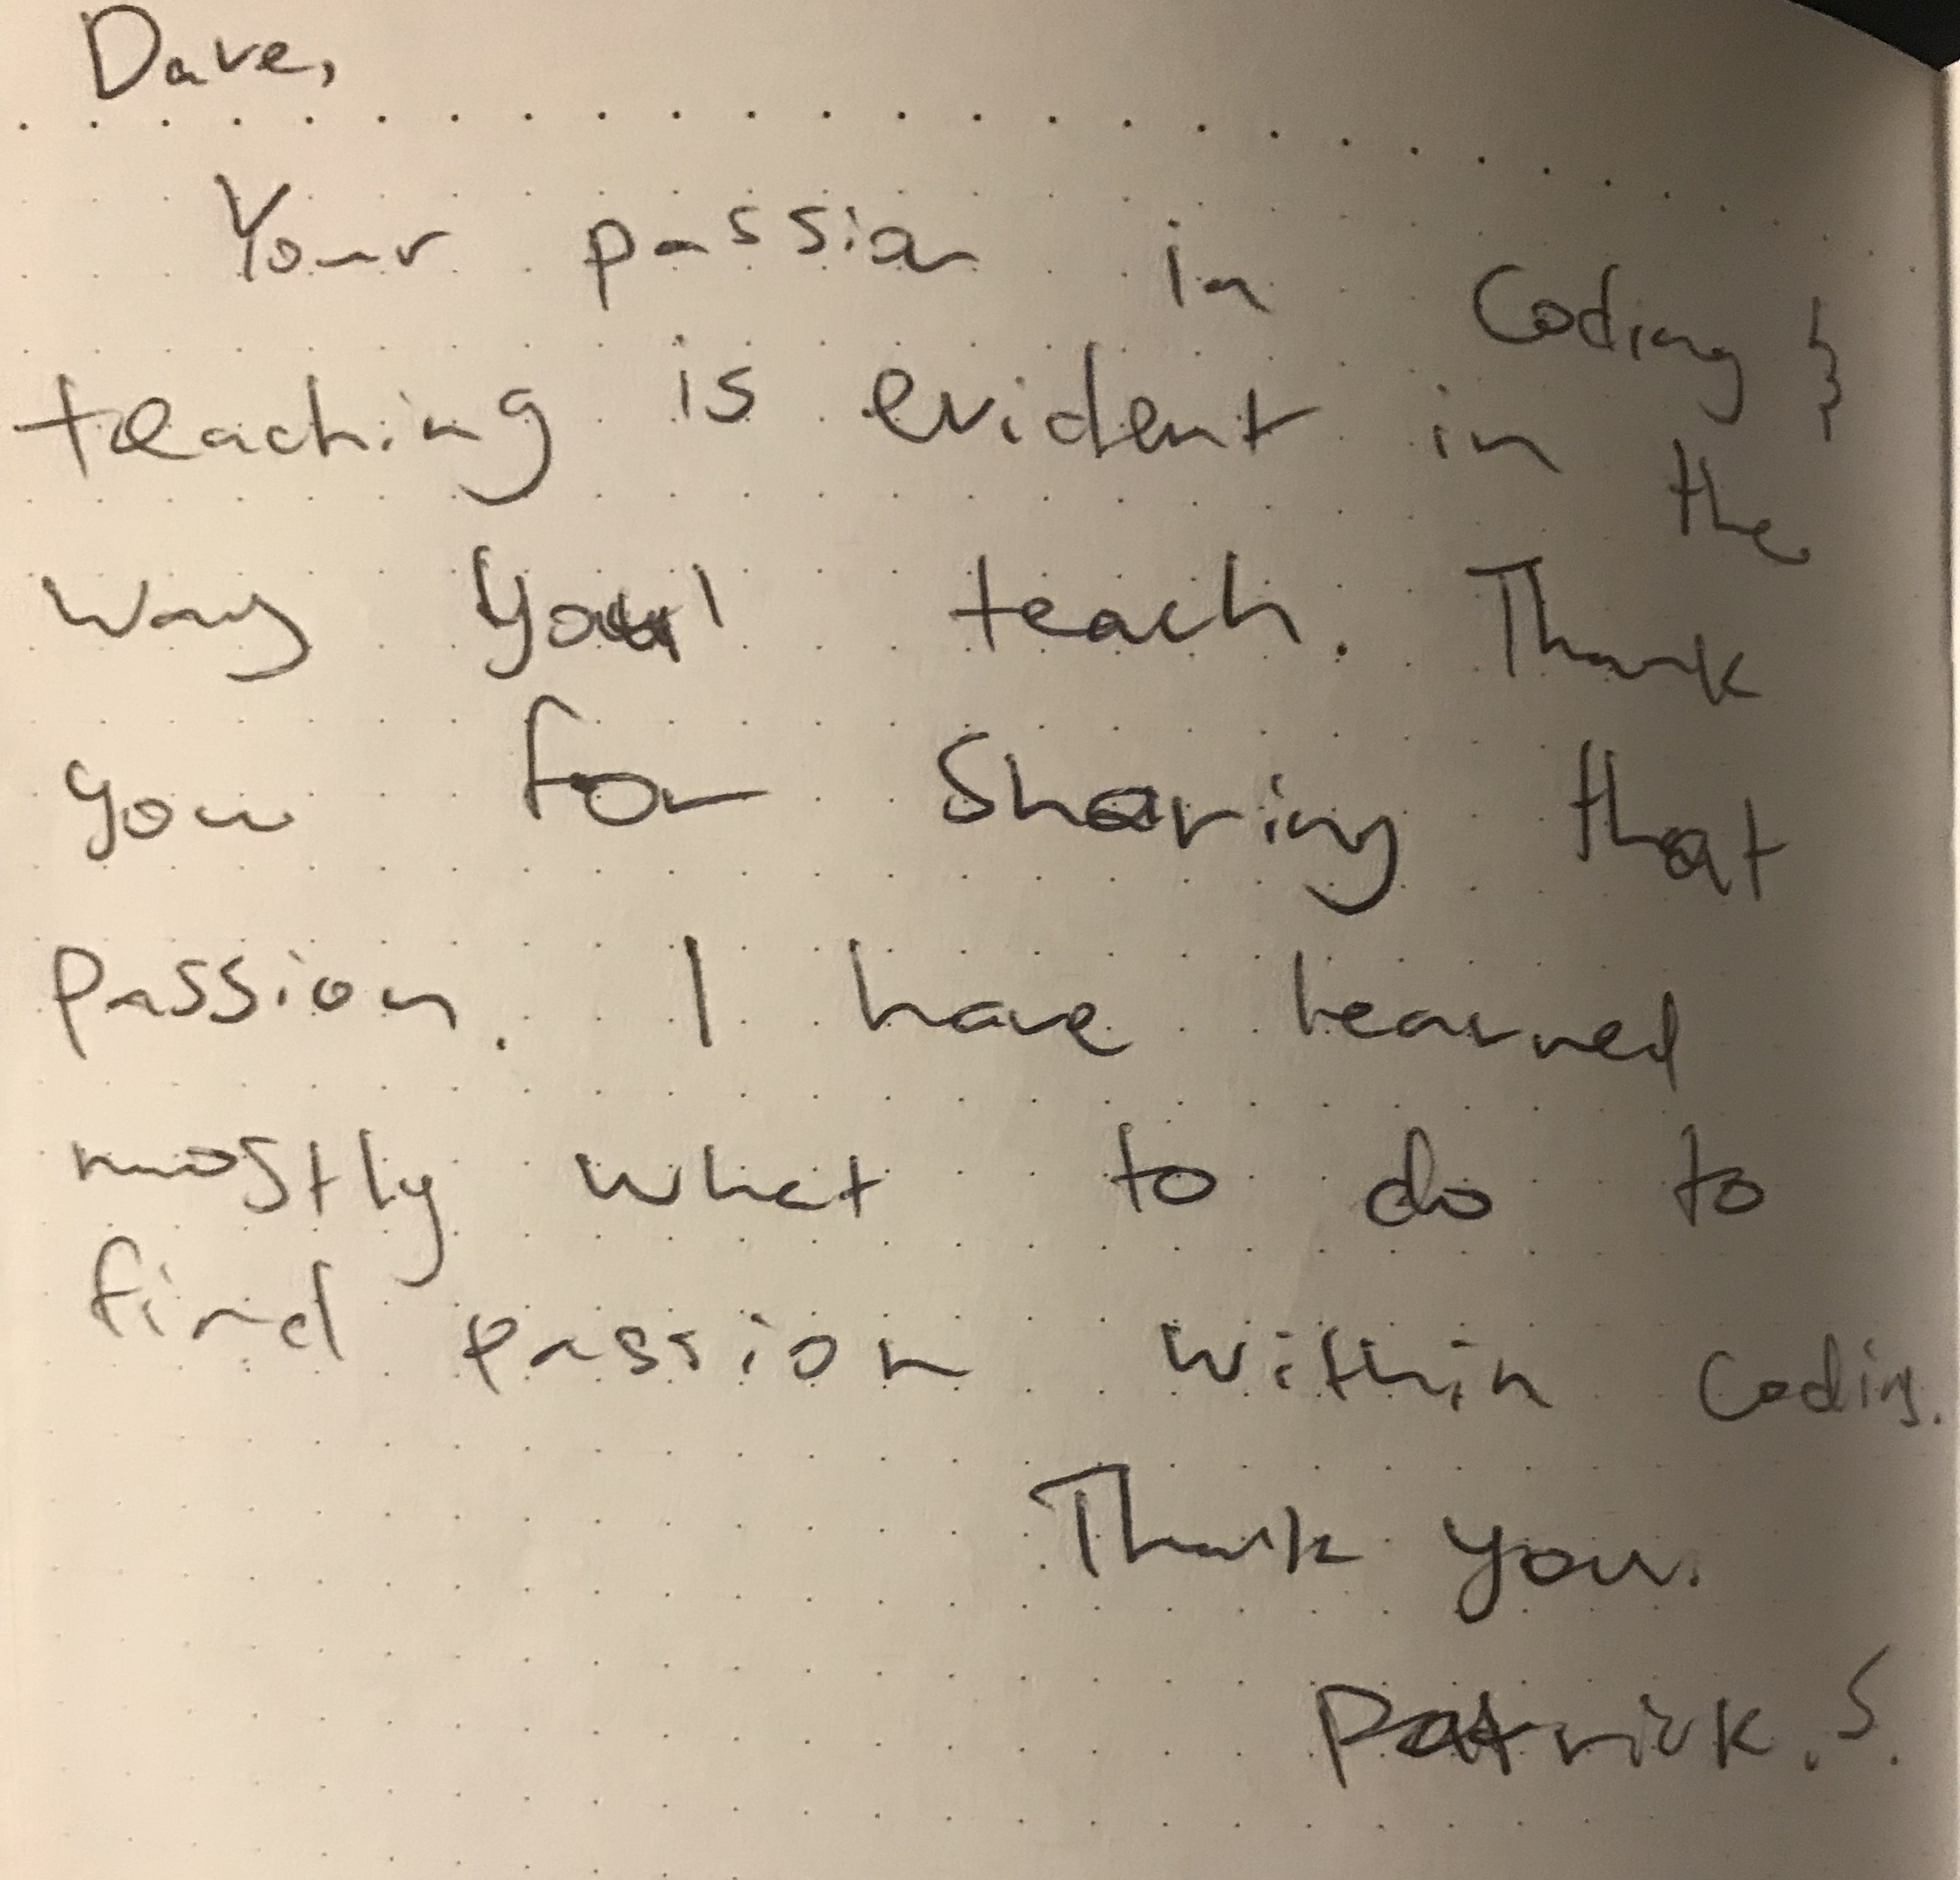 Dave,
Your passion in Coding &
teaching is evident in the
way you teach. Thank
you for Sharing that
passion. I have learned
mostly what to do to
find passion within Coding.
Thank you.
Patrick. S.